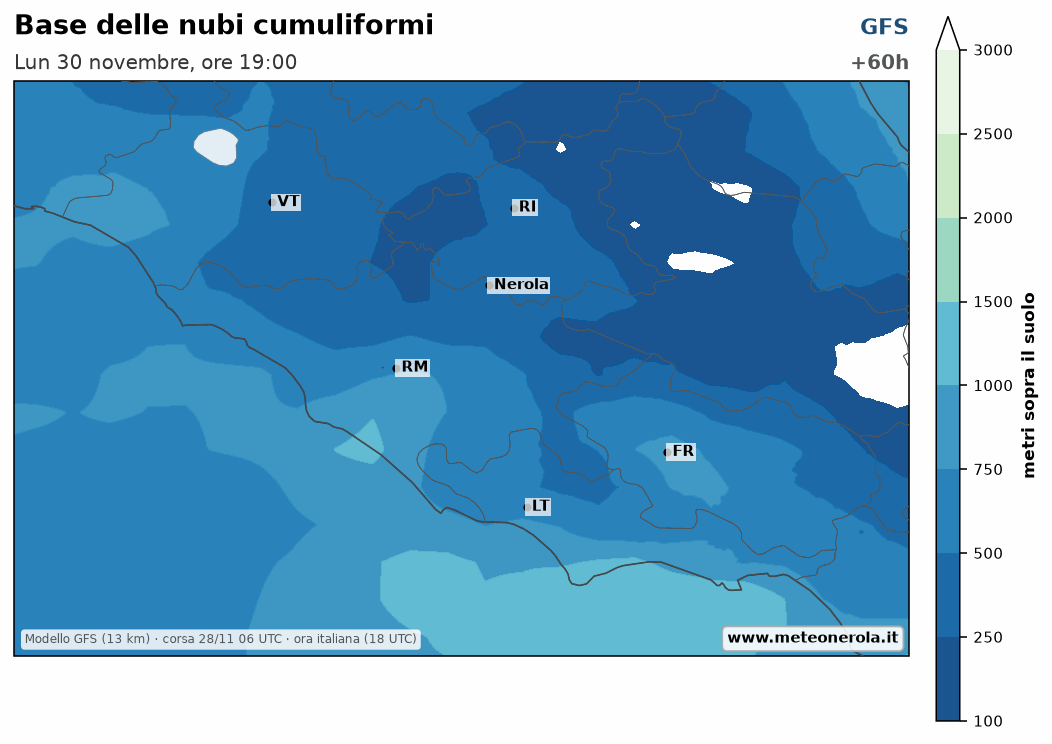 Base delle nubi cumuliformi
GFS
Lun 30 novembre, ore 19:00
+60h
3000
2500
2000
1500
1000
750
500
250
100
metri sopra il suolo
VT
RI
Nerola
RM
FR
LT
Modello GFS (13 km) · corsa 28/11 06 UTC · ora italiana (18 UTC)
www.meteonerola.it